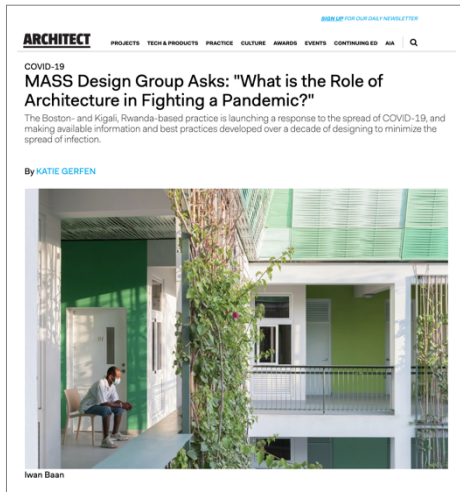 SIGN UP FOR OUR DAILY NEWSLETTER
ARCHITECT
PROJECTS TECH & PRODUCTS PRACTICE CULTURE AWARDS EVENTS CONTINUING ED AIA
COVID-19
MASS Design Group Asks: "What is the Role of
Architecture in Fighting a Pandemic?"
The Boston- and Kigali, Rwanda-based practice is launching a response to the spread of COVID-19, and
making available information and best practices developed over a decade of designing to minimize the
spread of infection.
By KATIE GERFEN
Iwan Baan